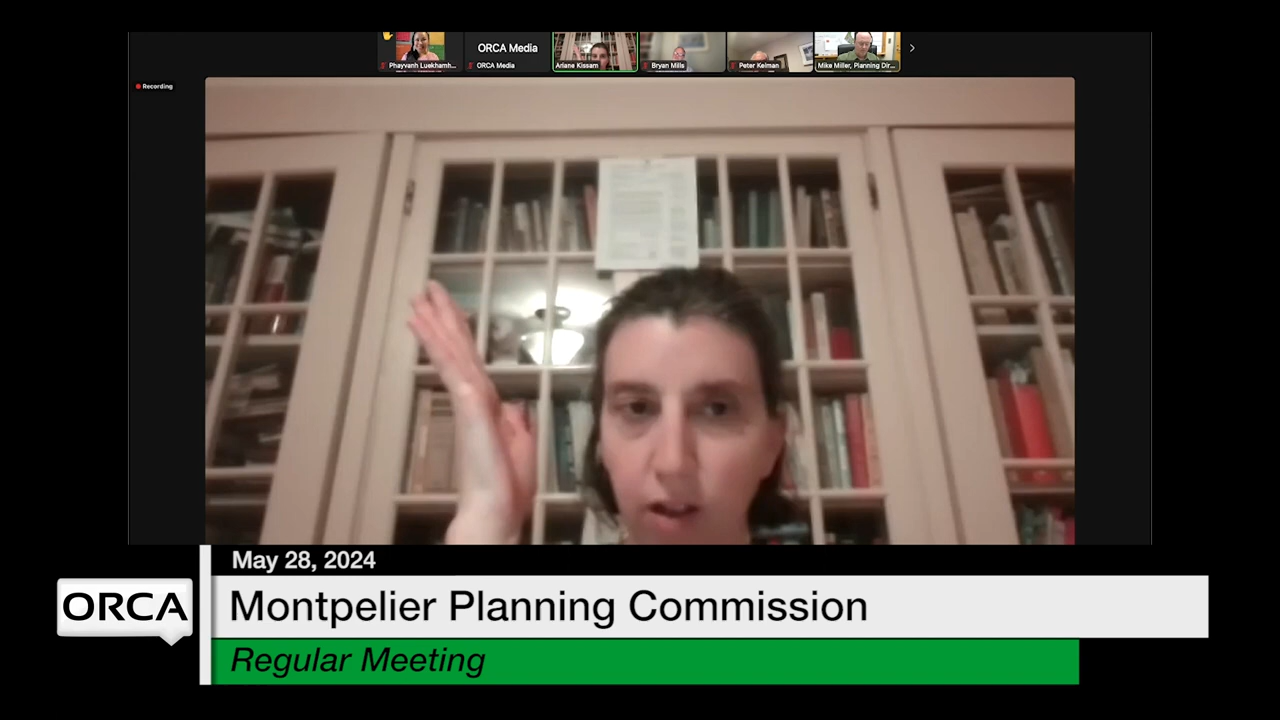 ORCA Media
Phayvanh Luekhamh...
ORCA Media
Ariane Kissam
Bryan Mills
Peter Kelman
Mike Miller, Planning Dir...
Recording
May 28, 2024
ORCA
Montpelier Planning Commission
Regular Meeting